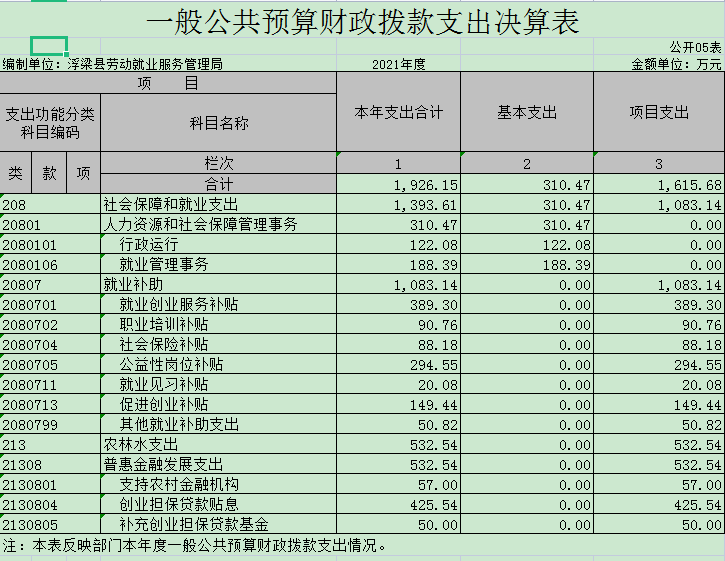 一般公共预算财政拨款支出决算表
公开05表
编制单位：浮梁县劳动就业服务管理局 2021年度 金额单位：万元
项 目 本年支出合计 基本支出 项目支出
支出功能分类科目编码 科目名称
类 款 项 栏次 1 2 3
合计 1,926.15 310.47 1,615.68
208 社会保障和就业支出 1,393.61 310.47 1,083.14
20801 人力资源和社会保障管理事务 310.47 310.47 0.00
2080101 行政运行 122.08 122.08 0.00
2080106 就业管理事务 188.39 188.39 0.00
20807 就业补助 1,083.14 0.00 1,083.14
2080701 就业创业服务补贴 389.30 0.00 389.30
2080702 职业培训补贴 90.76 0.00 90.76
2080704 社会保险补贴 88.18 0.00 88.18
2080705 公益性岗位补贴 294.55 0.00 294.55
2080711 就业见习补贴 20.08 0.00 20.08
2080713 促进创业补贴 149.44 0.00 149.44
2080799 其他就业补助支出 50.82 0.00 50.82
213 农林水支出 532.54 0.00 532.54
21308 普惠金融发展支出 532.54 0.00 532.54
2130801 支持农村金融机构 57.00 0.00 57.00
2130804 创业担保贷款贴息 425.54 0.00 425.54
2130805 补充创业担保贷款基金 50.00 0.00 50.00
注：本表反映部门本年度一般公共预算财政拨款支出情况。